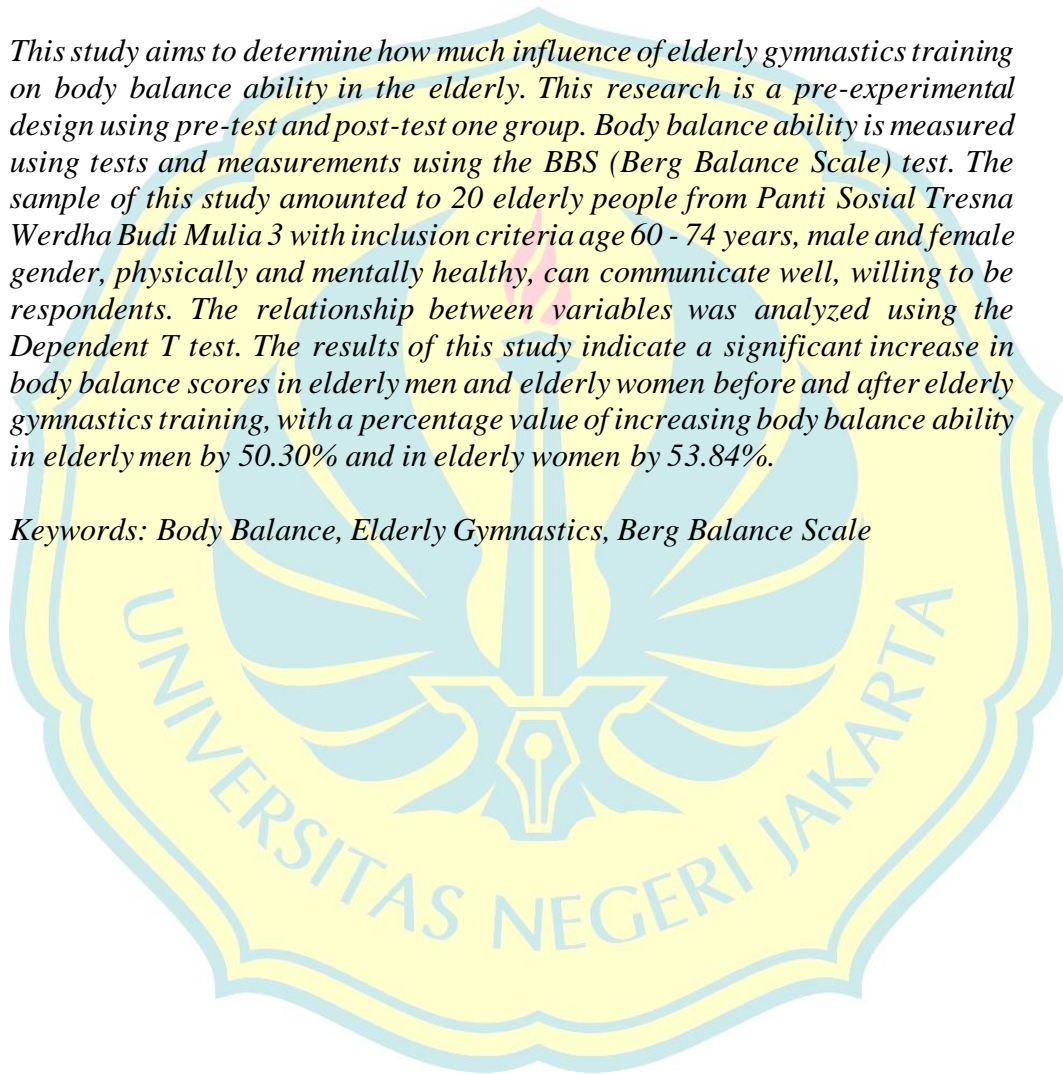 This study aims to determine how much influence of elderly gymnastics training
on body balance ability in the elderly. This research is a pre-experimental
design using pre-test and post-test one group. Body balance ability is measured
using tests and measurements using the BBS (Berg Balance Scale) test. The
sample of this study amounted to 20 elderly people from Panti Sosial Tresna
Werdha Budi Mulia 3 with inclusion criteria age 60 - 74 years, male and female
gender, physically and mentally healthy, can communicate well, willing to be
respondents. The relationship between variables was analyzed using the
Dependent T test. The results of this study indicate a significant increase in
body balance scores in elderly men and elderly women before and after elderly
gymnastics training, with a percentage value of increasing body balance ability
in elderly men by 50.30% and in elderly women by 53.84%.
Keywords: Body Balance, Elderly Gymnastics, Berg Balance Scale
UNIVERSITAS NEGERI JAKARTA